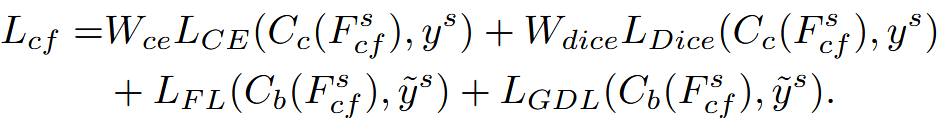 L_{cf} = W_{ce} L_{CE}(C_c(F^s_{cf}), y^s) + W_{dice} L_{Dice}(C_c(F^s_{cf}), y^s)
+ L_{FL}(C_b(F^s_{cf}), \tilde{y}^s) + L_{GDL}(C_b(F^s_{cf}), \tilde{y}^s).